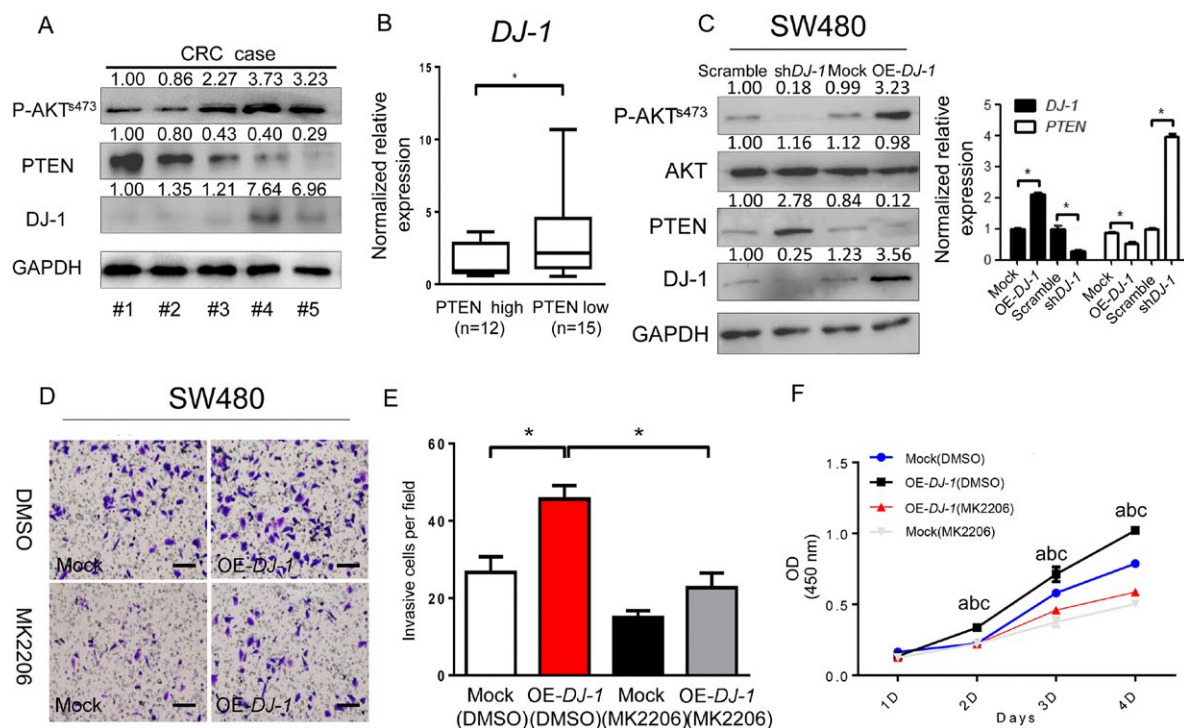 A
CRC case
1.00 0.86 2.27 3.73 3.23
P-AKTs473
1.00 0.80 0.43 0.40 0.29
PTEN
1.00 1.35 1.21 7.64 6.96
DJ-1
GAPDH
#1 #2 #3 #4 #5
B
DJ-1
*
Normalized relative
expression
15
10
5
0
PTEN high PTEN low
(n=12) (n=15)
C
SW480
Scramble shDJ-1 Mock OE-DJ-1
1.00 0.18 0.99 3.23
P-AKTs473
1.00 1.16 1.12 0.98
AKT
1.00 2.78 0.84 0.12
PTEN
1.00 0.25 1.23 3.56
DJ-1
GAPDH
Normalized relative
expression
5
4
3
2
1
0
DJ-1
PTEN
* * * *
Mock OE-DJ-1 Scramble shDJ-1 Mock OE-DJ-1 Scramble shDJ-1
D
SW480
DMSO
Mock OE-DJ-1
MK2206
Mock OE-DJ-1
E
* *
Invasive cells per field
60
40
20
0
Mock OE-DJ-1 Mock OE-DJ-1
(DMSO) (DMSO) (MK2206) (MK2206)
F
OD
(450 nm)
1.5
1.0
0.5
0.0
Mock(DMSO)
OE-DJ-1(DMSO)
OE-DJ-1(MK2206)
Mock(MK2206)
abc abc abc
1D 2D 3D 4D
Days